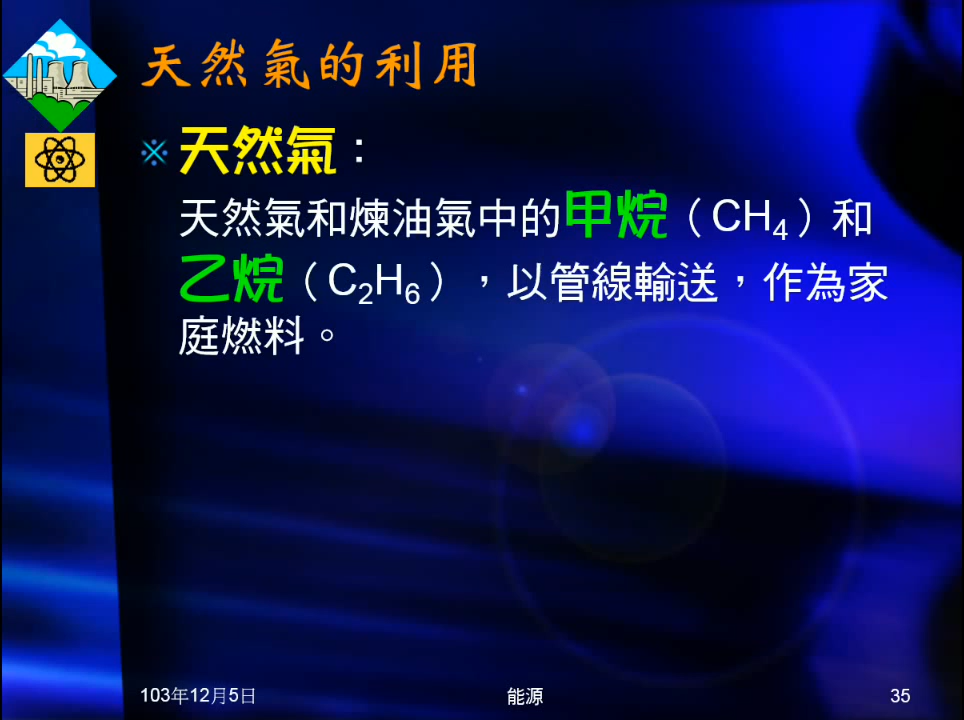 天然氣的利用
※天然氣：
天然氣和煉油氣中的甲烷（CH₄）和
乙烷（C₂H₆），以管線輸送，作為家
庭燃料。
103年12月5日
能源
35